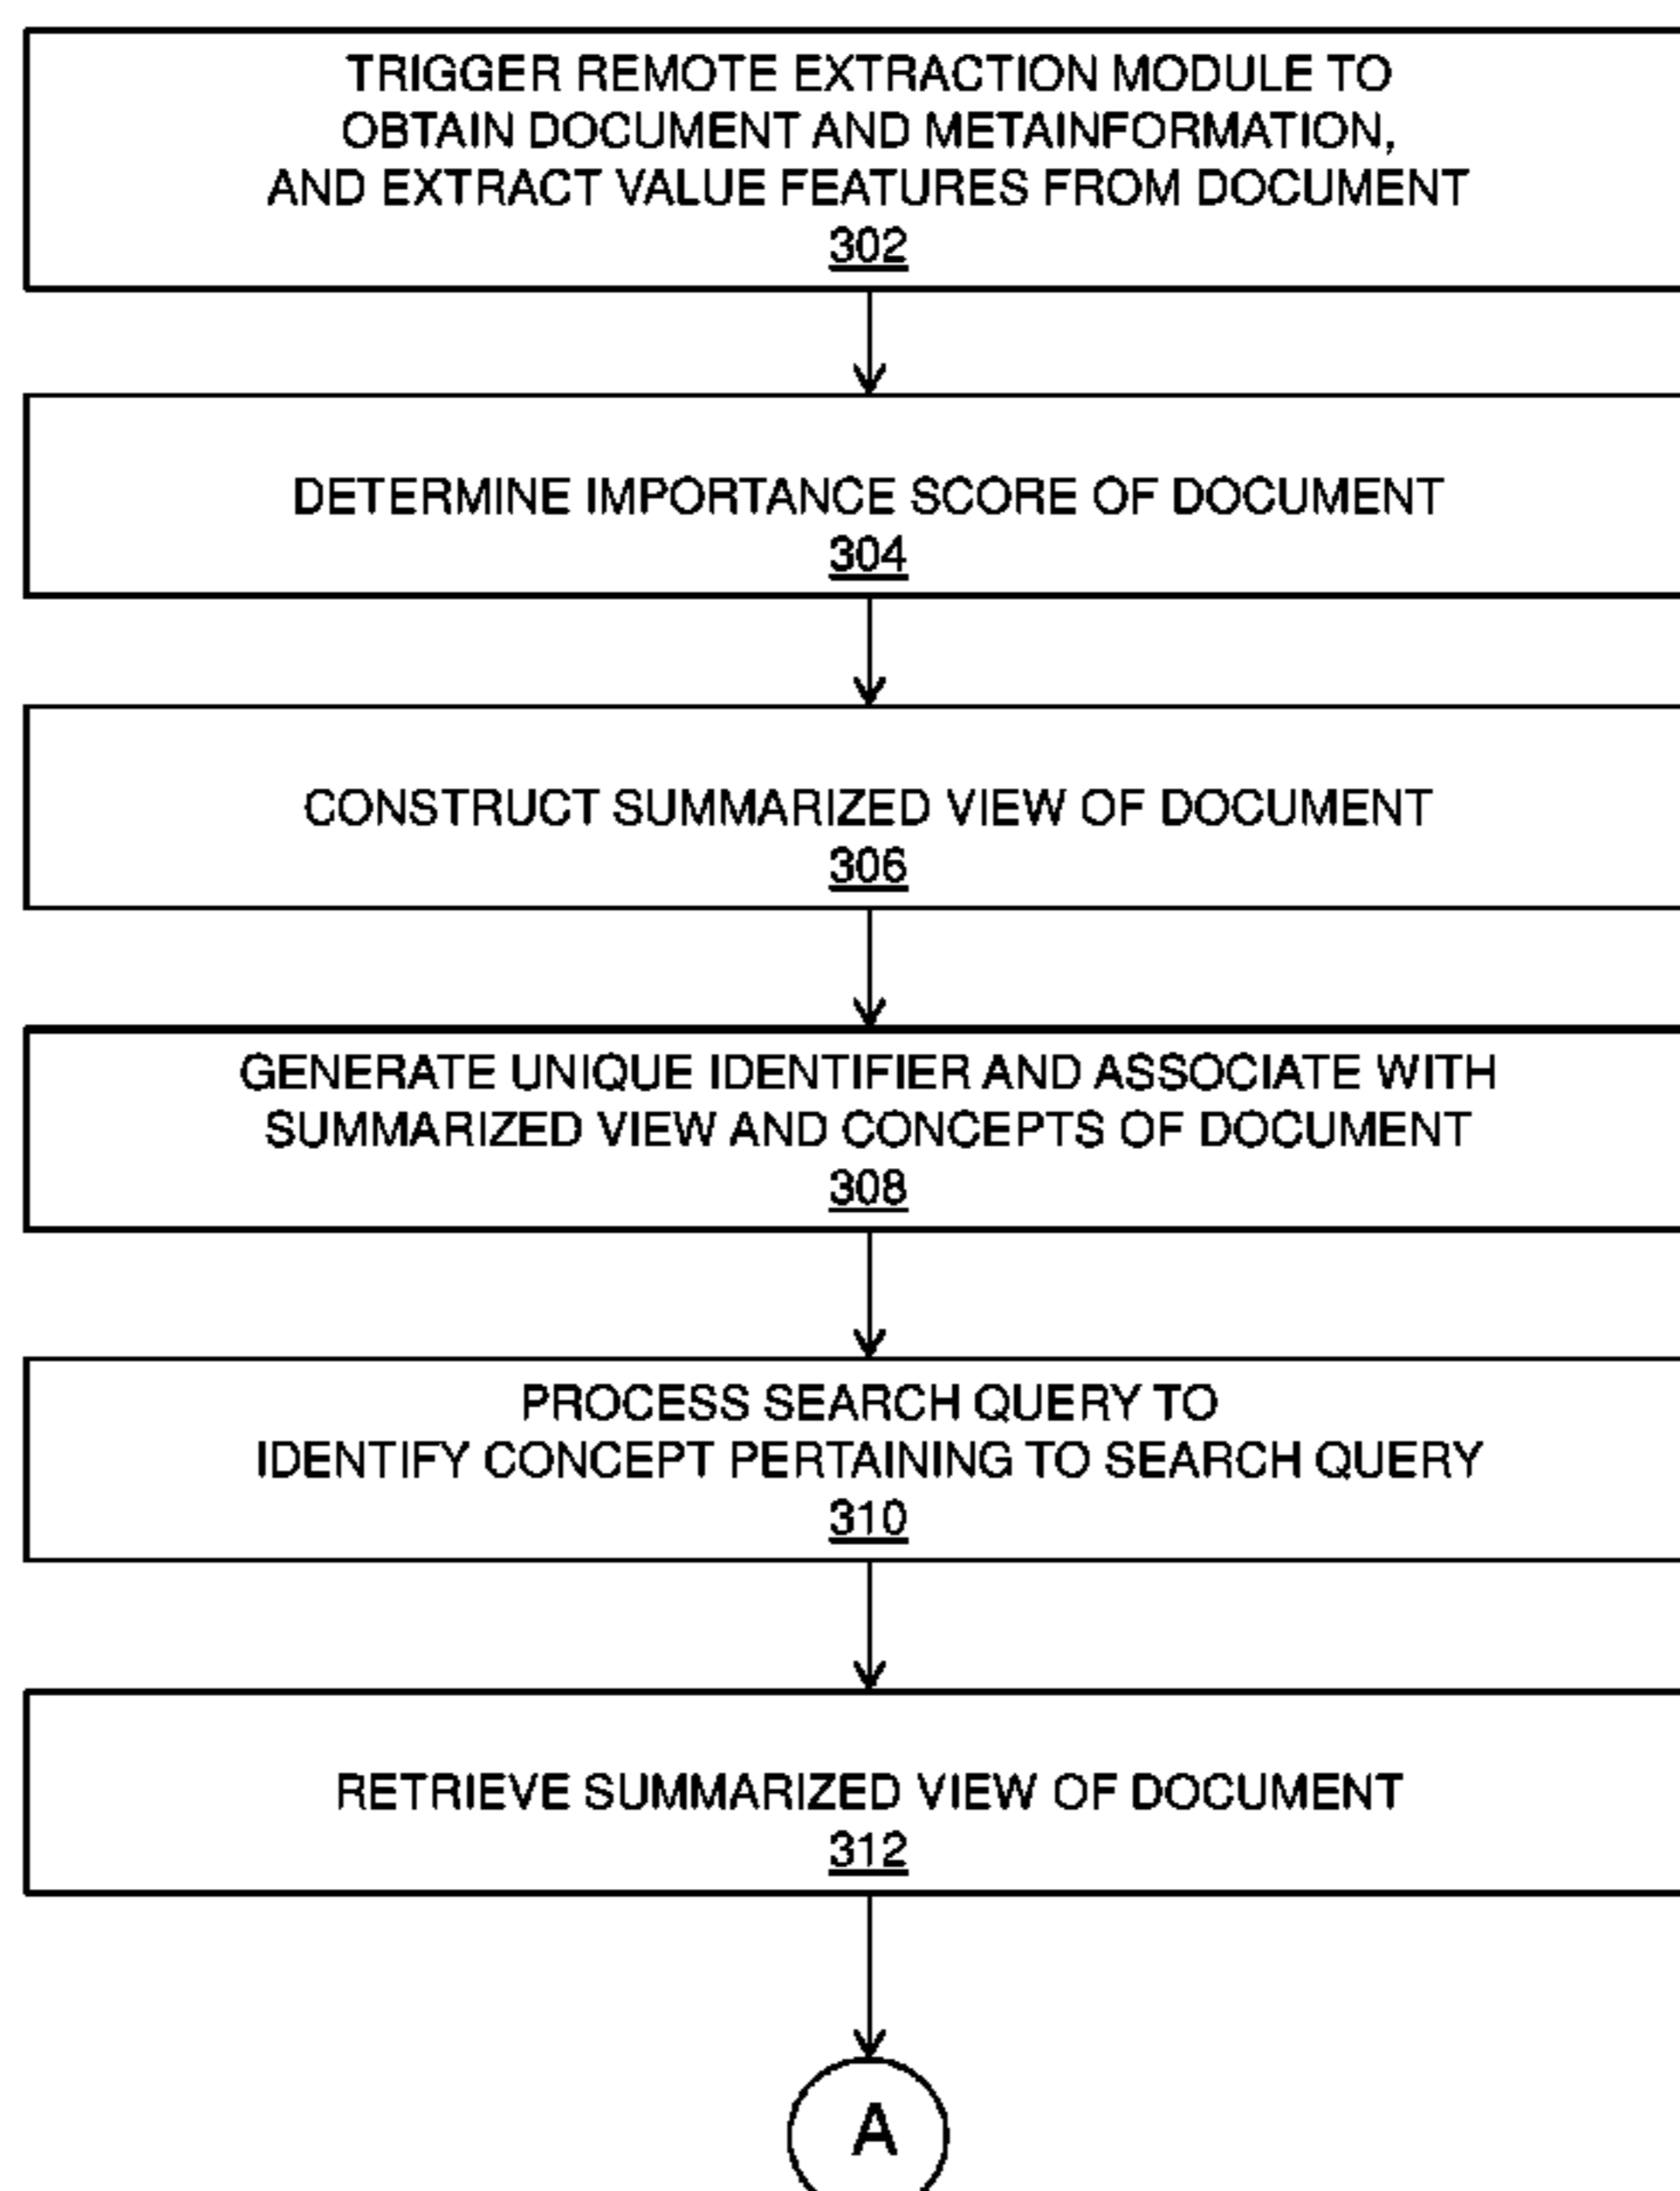 TRIGGER REMOTE EXTRACTION MODULE TO
OBTAIN DOCUMENT AND METAINFORMATION,
AND EXTRACT VALUE FEATURES FROM DOCUMENT
302
DETERMINE IMPORTANCE SCORE OF DOCUMENT
304
CONSTRUCT SUMMARIZED VIEW OF DOCUMENT
306
GENERATE UNIQUE IDENTIFIER AND ASSOCIATE WITH
SUMMARIZED VIEW AND CONCEPTS OF DOCUMENT
308
PROCESS SEARCH QUERY TO
IDENTIFY CONCEPT PERTAINING TO SEARCH QUERY
310
RETRIEVE SUMMARIZED VIEW OF DOCUMENT
312
A